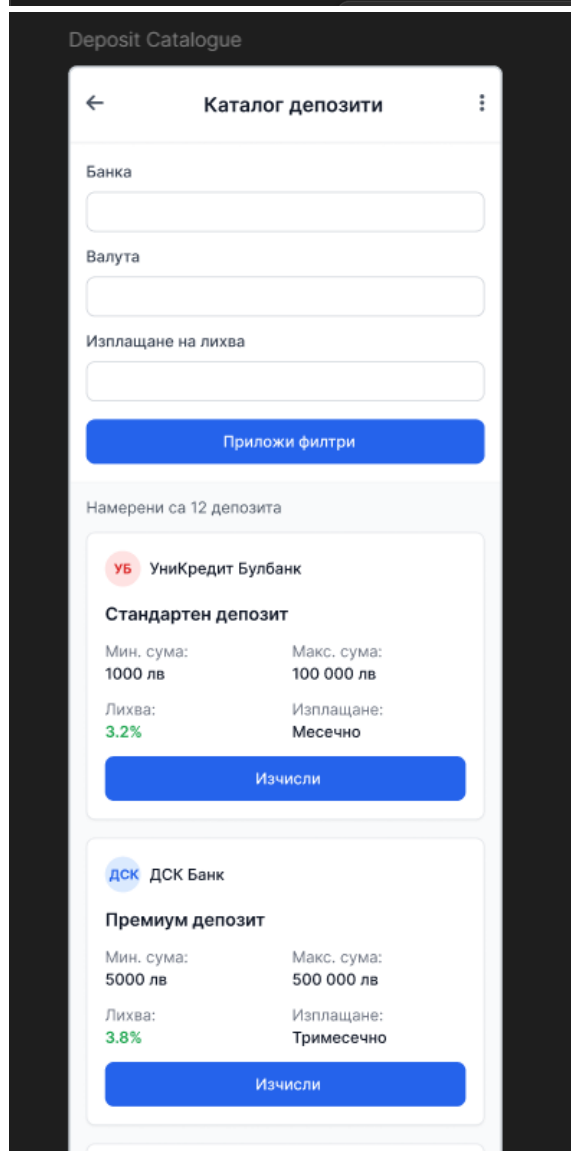 Deposit Catalogue
Каталог депозити
Банка
Валута
Изплащане на лихва
Приложи филтри
Намерени са 12 депозита
УБ УниКредит Булбанк
Стандартен депозит
Мин. сума: Макс. сума:
1000 лв 100 000 лв
Лихва: Изплащане:
3.2% Месечно
Изчисли
ДСК ДСК Банк
Премиум депозит
Мин. сума: Макс. сума:
5000 лв 500 000 лв
Лихва: Изплащане:
3.8% Тримесечно
Изчисли